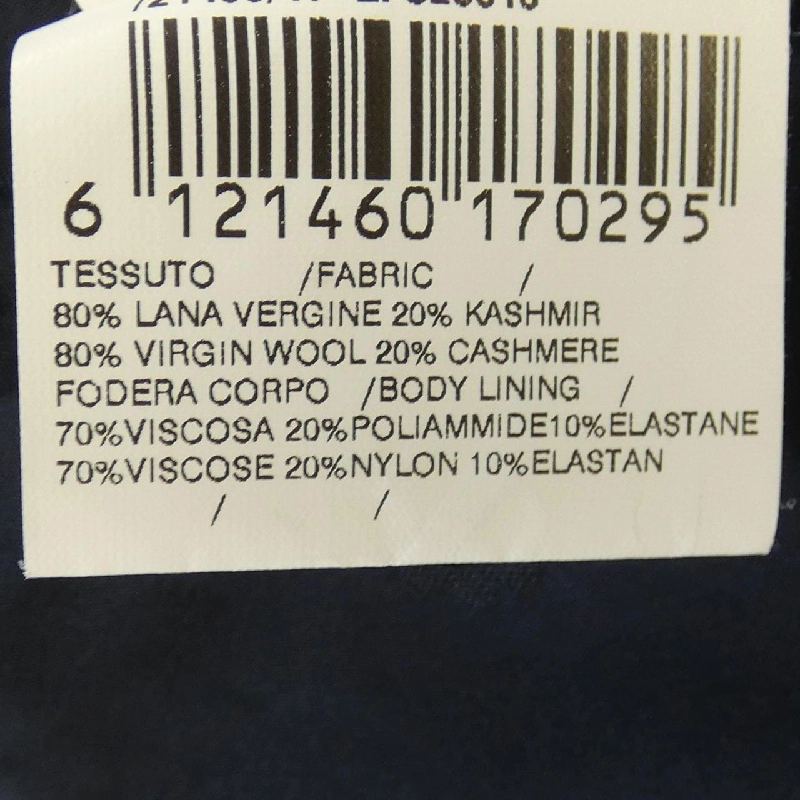 6 121460 170295
TESSUTO /FABRIC /
80% LANA VERGINE 20% KASHMIR
80% VIRGIN WOOL 20% CASHMERE
FODERA CORPO /BODY LINING /
70%VISCOSA 20%POLIAMMIDE10%ELASTANE
70%VISCOSE 20%NYLON 10%ELASTAN
/ /